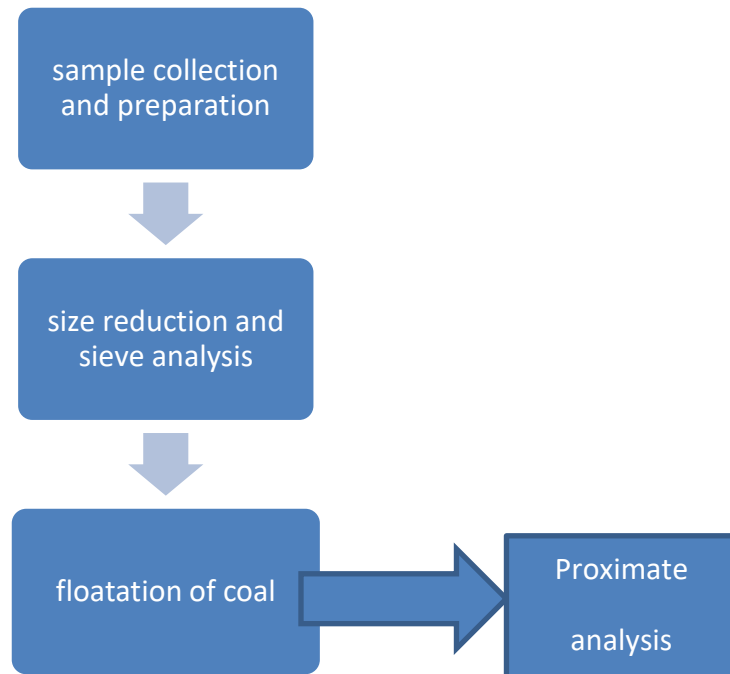 sample collection
and preparation
size reduction and
sieve analysis
floatation of coal
Proximate
analysis